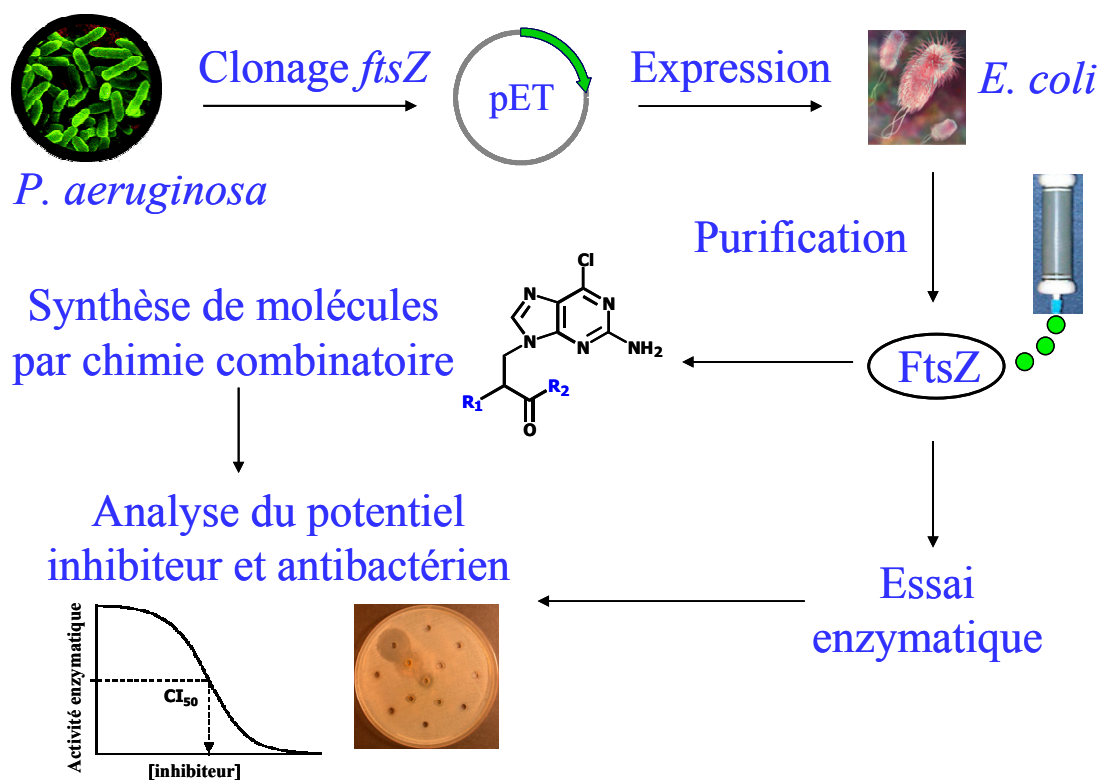 Clonage ftsZ
pET
Expression
E. coli
P. aeruginosa
Purification
Synthèse de molécules
par chimie combinatoire
Cl
N
N
N
N
NH₂
R₁
R₂
O
FtsZ
Analyse du potentiel
inhibiteur et antibactérien
Essai
enzymatique
Activité enzymatique
CI₅₀
[inhibiteur]